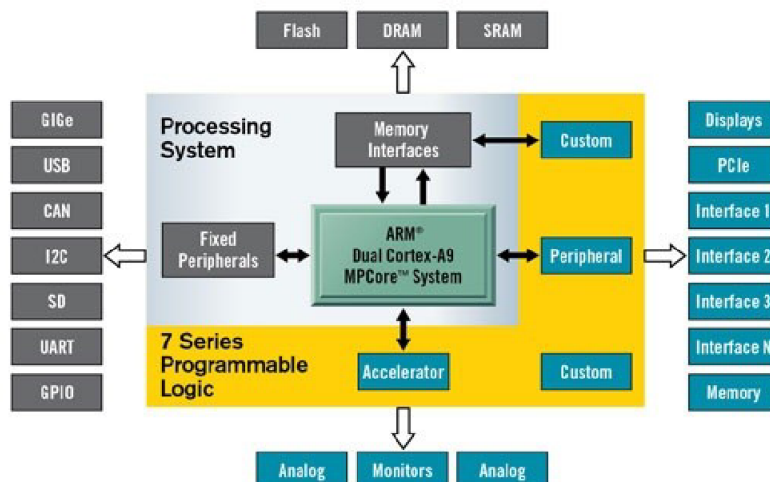 Flash
DRAM
SRAM
GIGe
USB
CAN
I2C
SD
UART
GPIO
Processing
System
Memory
Interfaces
Custom
Fixed
Peripherals
ARM®
Dual Cortex-A9
MPCore™ System
Peripheral
7 Series
Programmable
Logic
Accelerator
Custom
Displays
PCIe
Interface 1
Interface 2
Interface 3
Interface N
Memory
Analog
Monitors
Analog